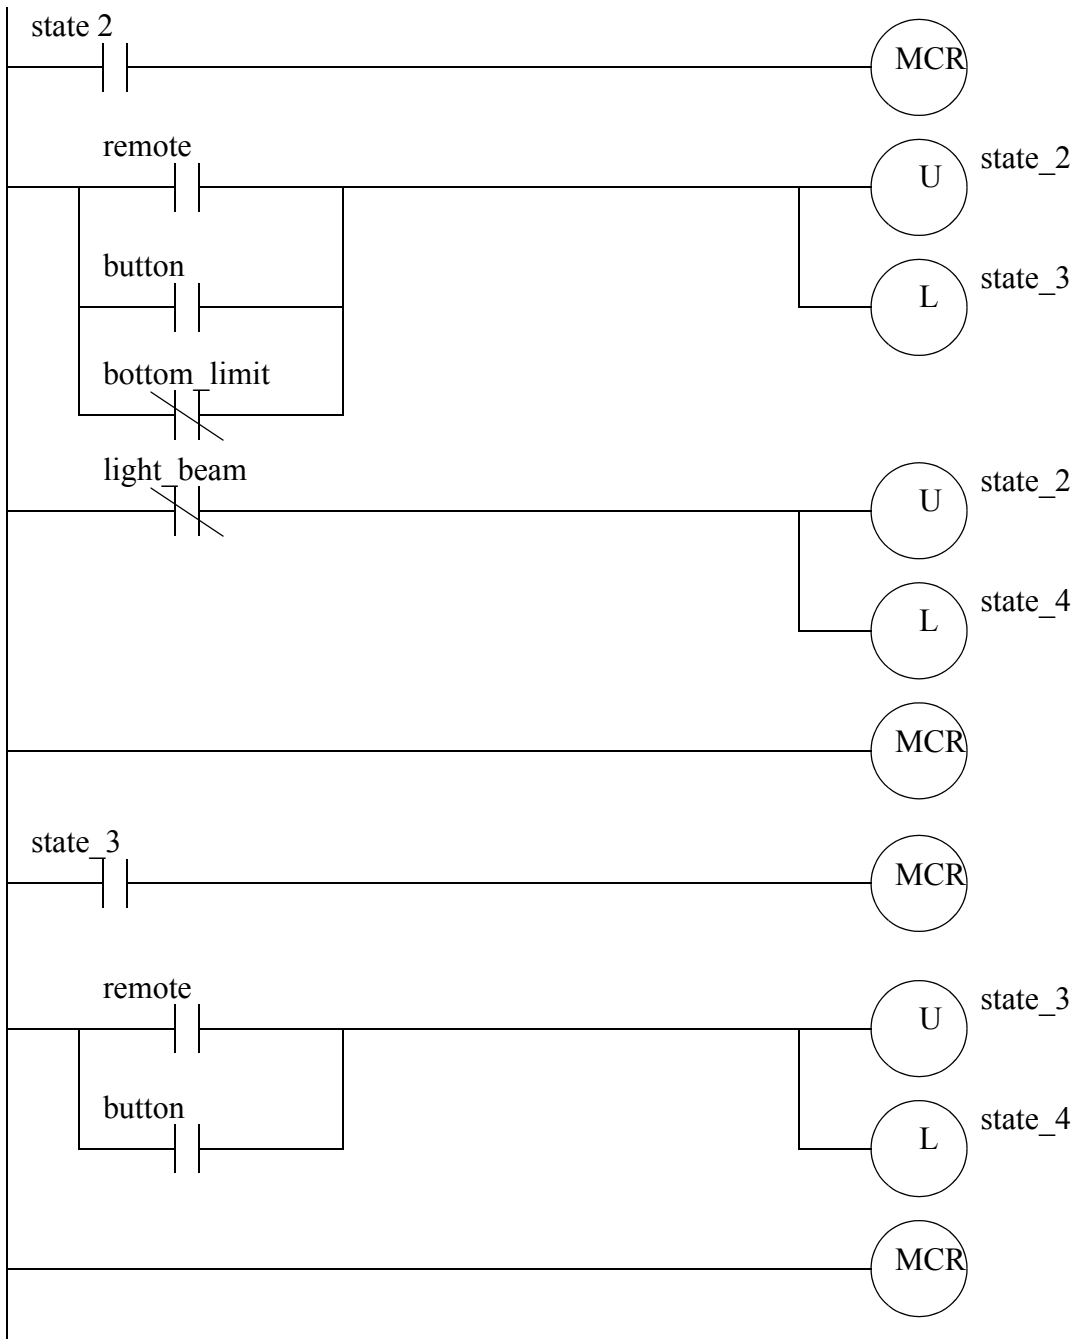 state 2
MCR
remote
U
state_2
button
L
state_3
bottom_limit
light_beam
U
state_2
L
state_4
MCR
state_3
MCR
remote
U
state_3
button
L
state_4
MCR